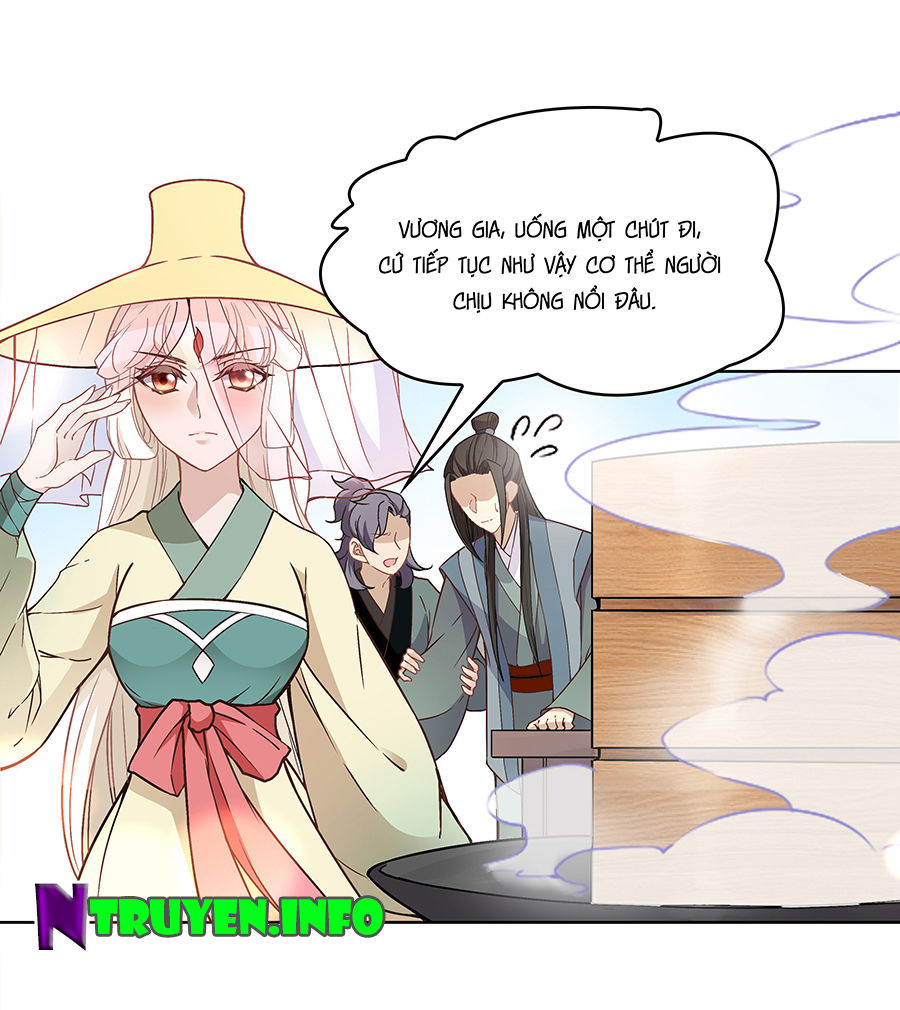 VƯƠNG GIA, UỐNG MỘT CHÚT ĐI,
CỨ TIẾP TỤC NHƯ VẬY CƠ THỂ NGƯỜI
CHỊU KHÔNG NỔI ĐÂU.
NTRUYEN.INFO